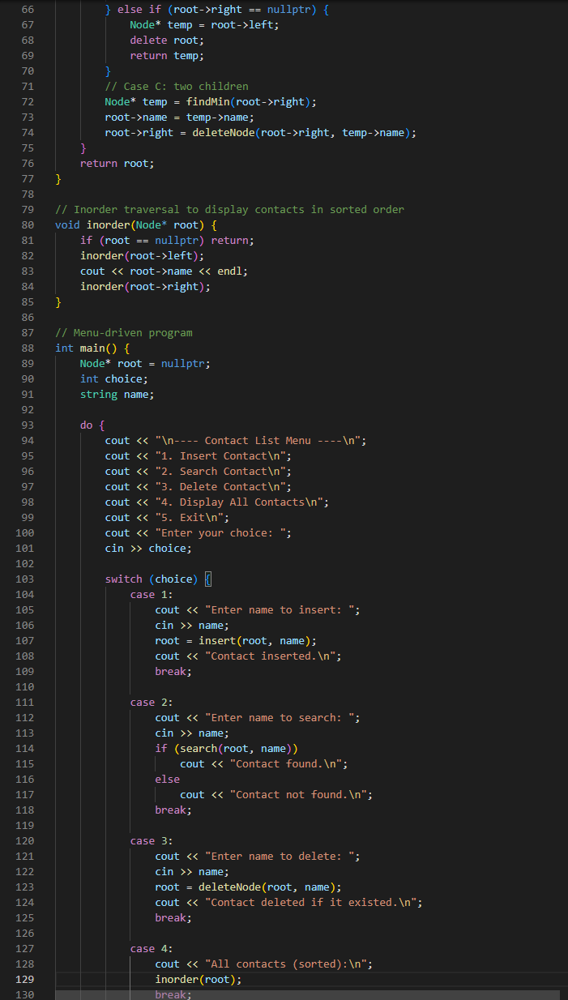 66 } else if (root->right == nullptr) {
67 Node* temp = root->left;
68 delete root;
69 return temp;
70 }
71 // Case C: two children
72 Node* temp = findMin(root->right);
73 root->name = temp->name;
74 root->right = deleteNode(root->right, temp->name);
75 }
76 return root;
77 }
78
79 // Inorder traversal to display contacts in sorted order
80 void inorder(Node* root) {
81 if (root == nullptr) return;
82 inorder(root->left);
83 cout << root->name << endl;
84 inorder(root->right);
85 }
86
87 // Menu-driven program
88 int main() {
89 Node* root = nullptr;
90 int choice;
91 string name;
92
93 do {
94 cout << "\n---- Contact List Menu ----\n";
95 cout << "1. Insert Contact\n";
96 cout << "2. Search Contact\n";
97 cout << "3. Delete Contact\n";
98 cout << "4. Display All Contacts\n";
99 cout << "5. Exit\n";
100 cout << "Enter your choice: ";
101 cin >> choice;
102
103 switch (choice) {
104 case 1:
105 cout << "Enter name to insert: ";
106 cin >> name;
107 root = insert(root, name);
108 cout << "Contact inserted.\n";
109 break;
110
111 case 2:
112 cout << "Enter name to search: ";
113 cin >> name;
114 if (search(root, name))
115 cout << "Contact found.\n";
116 else
117 cout << "Contact not found.\n";
118 break;
119
120 case 3:
121 cout << "Enter name to delete: ";
122 cin >> name;
123 root = deleteNode(root, name);
124 cout << "Contact deleted if it existed.\n";
125 break;
126
127 case 4:
128 cout << "All contacts (sorted):\n";
129 inorder(root);
130 break;